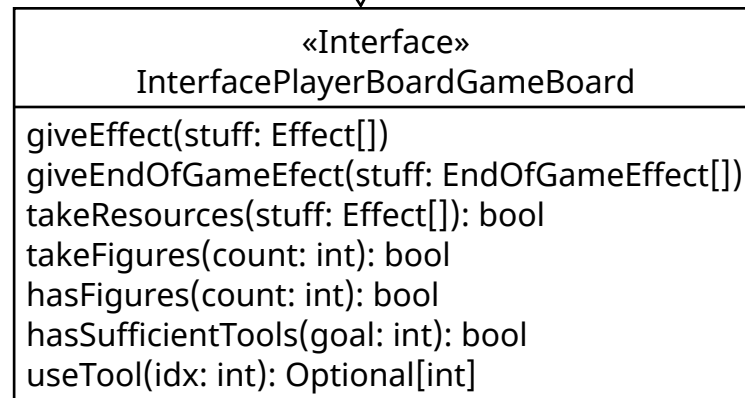 «Interface»
InterfacePlayerBoardGameBoard
giveEffect(stuff: Effect[])
giveEndOfGameEfect(stuff: EndOfGameEffect[])
takeResources(stuff: Effect[]): bool
takeFigures(count: int): bool
hasFigures(count: int): bool
hasSufficientTools(goal: int): bool
useTool(idx: int): Optional[int]